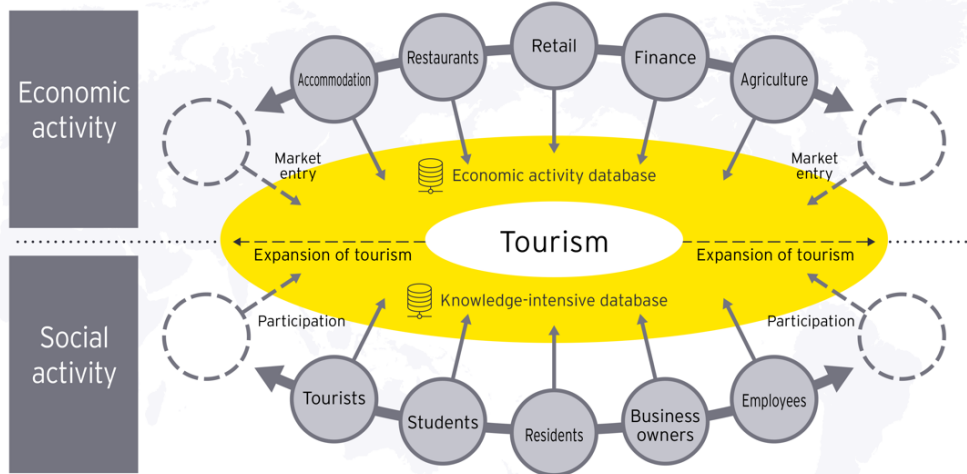 Economic
activity
Accommodation
Restaurants
Retail
Finance
Agriculture
Market
entry
Market
entry
Economic activity database
Tourism
Expansion of tourism
Expansion of tourism
Knowledge-intensive database
Participation
Participation
Social
activity
Tourists
Students
Residents
Business
owners
Employees